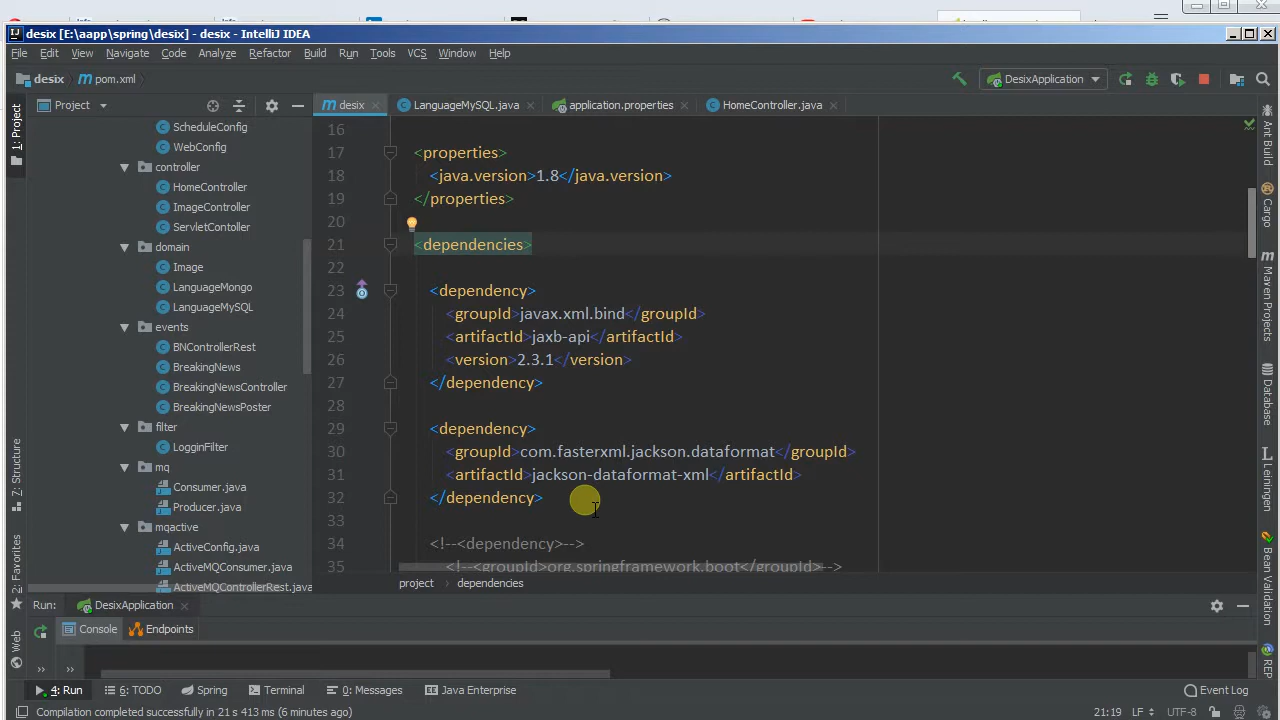 desix [E:\aapp\spring\desix] - desix - IntelliJ IDEA
File Edit View Navigate Code Analyze Refactor Build Run Tools VCS Window Help
desix pom.xml DesixApplication
Project desix LanguageMySQL.java application.properties HomeController.java
1: Project
Z: Structure
2: Favorites
Web
ScheduleConfig
WebConfig
controller
HomeController
ImageController
ServletContoller
domain
Image
LanguageMongo
LanguageMySQL
events
BNControllerRest
BreakingNews
BreakingNewsController
BreakingNewsPoster
filter
LogginFilter
mq
Consumer.java
Producer.java
mqactive
ActiveConfig.java
ActiveMQConsumer.java
ActiveMQControllerRest.java
16
17 <properties>
18 <java.version>1.8</java.version>
19 </properties>
20
21 <dependencies>
22
23 <dependency>
24 <groupId>javax.xml.bind</groupId>
25 <artifactId>jaxb-api</artifactId>
26 <version>2.3.1</version>
27 </dependency>
28
29 <dependency>
30 <groupId>com.fasterxml.jackson.dataformat</groupId>
31 <artifactId>jackson-dataformat-xml</artifactId>
32 </dependency>
33
34 <!--<dependency>-->
35 <!--<groupId>org.springframework.boot</groupId>-->
project dependencies
Ant Build
Cargo
Maven Projects
Database
Lemingu
Bean Validation
REP
Run: DesixApplication
Console Endpoints
4: Run 6: TODO Spring Terminal 0: Messages Java Enterprise Event Log
Compilation completed successfully in 21 s 413 ms (6 minutes ago) 21:19 LF UTF-8